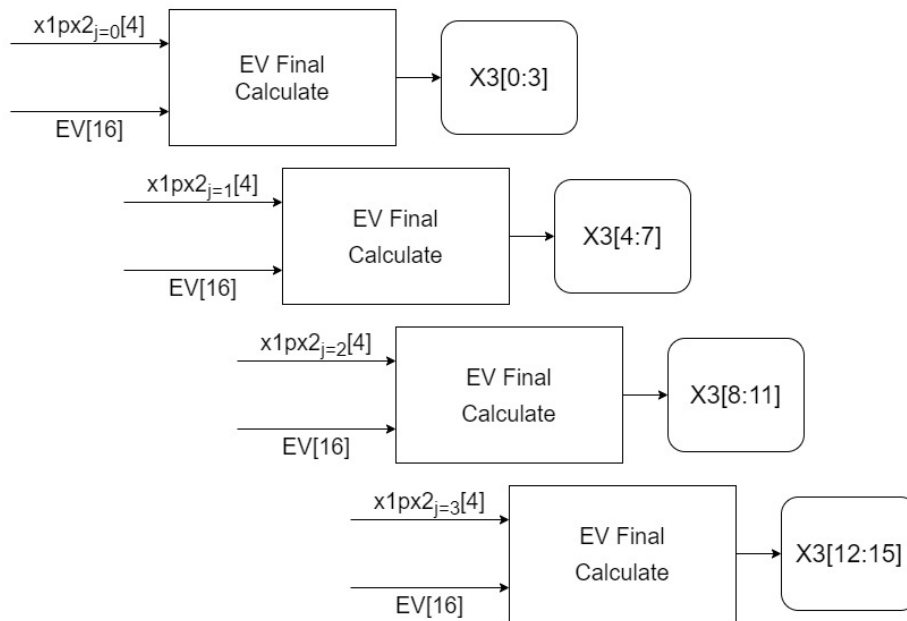 x1px2j=0[4]
EV Final
Calculate
X3[0:3]
EV[16]
x1px2j=1[4]
EV Final
Calculate
X3[4:7]
EV[16]
x1px2j=2[4]
EV Final
Calculate
X3[8:11]
EV[16]
x1px2j=3[4]
EV Final
Calculate
X3[12:15]
EV[16]